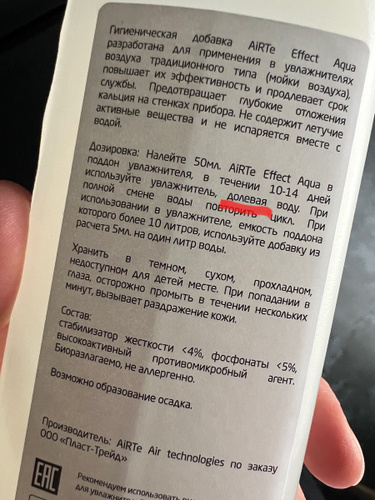 Гигиеническая добавка AiRTe Effect Aqua
разработана для применения в увлажнителях
воздуха традиционного типа (мойки воздуха),
повышает их эффективность и продлевает срок
службы. Предотвращает глубокие отложения
кальция на стенках прибора. Не содержит летучие
активные вещества и не испаряется вместе с
водой.
Дозировка: Налейте 50мл. AiRTe Effect Aqua в
поддон увлажнителя, в течении 10-14 дней
используйте увлажнитель, долевая воду. При
полной смене воды повторить цикл. При
использовании в увлажнителе, емкость поддона
которого более 10 литров, используйте добавку из
расчета 5мл. на один литр воды.
Хранить в темном, сухом, прохладном,
недоступном для детей месте. При попадании в
глаза, осторожно промыть в течении нескольких
минут, вызывает раздражение кожи.
Состав:
стабилизатор жесткости <4%, фосфонаты <5%,
высокоактивный противомикробный агент.
Биоразлагаемо, не аллергенно.
Возможно образование осадка.
Производитель: AiRTe Air technologies по заказу
ООО «Пласт-Трейд»
EAC
Рекомендуем использовать
для увлажни